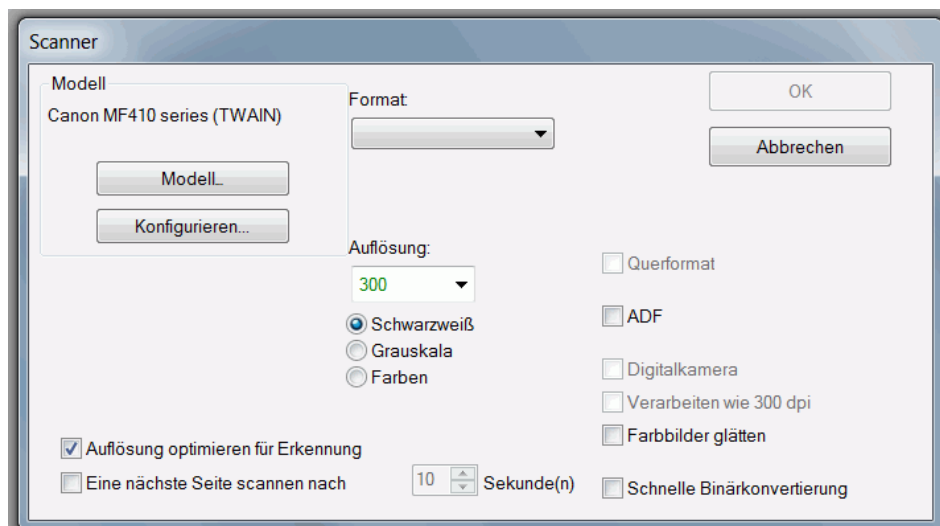 Scanner
Modell
Canon MF410 series (TWAIN)
Modell...
Konfigurieren...
Format:
Auflösung:
300
Schwarzweiß
Grauskala
Farben
OK
Abbrechen
Querformat
ADF
Digitalkamera
Verarbeiten wie 300 dpi
Farbbilder glätten
Schnelle Binärkonvertierung
Auflösung optimieren für Erkennung
Eine nächste Seite scannen nach 10 Sekunde(n)